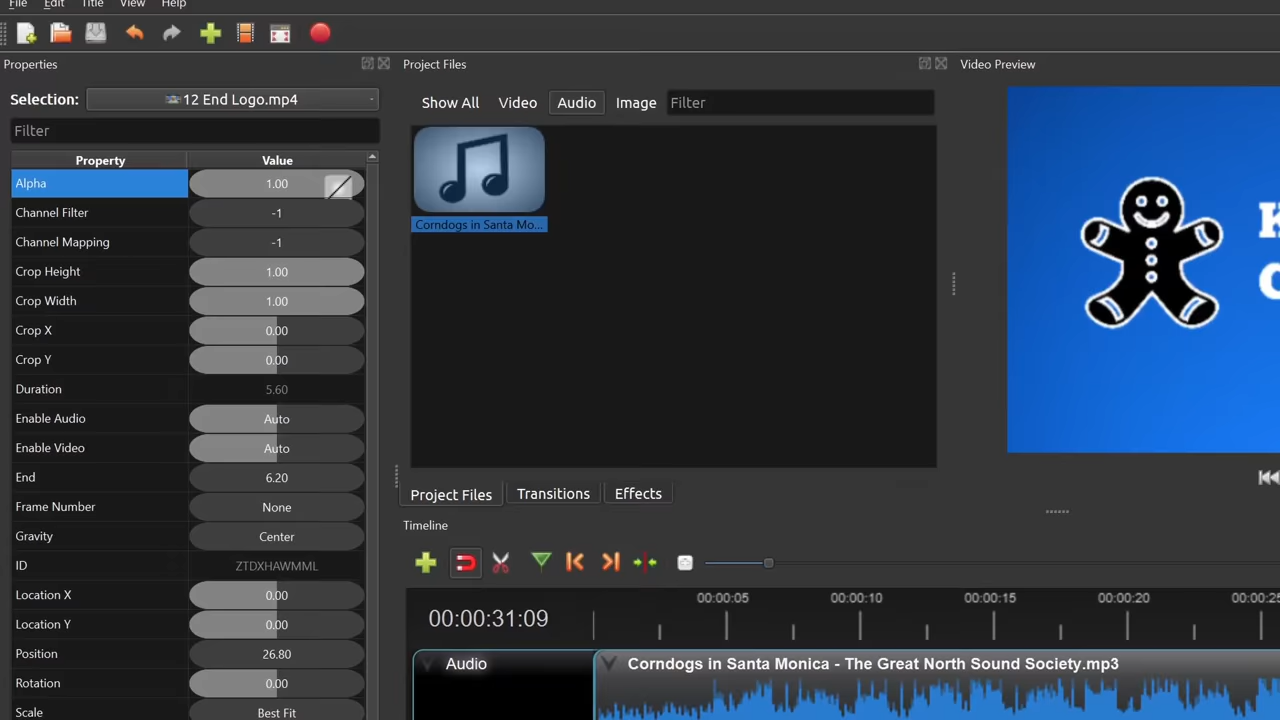 File Edit Title View Help
Properties
Selection: 12 End Logo.mp4
Filter
Property Value
Alpha 1.00
Channel Filter -1
Channel Mapping -1
Crop Height 1.00
Crop Width 1.00
Crop X 0.00
Crop Y 0.00
Duration 5.60
Enable Audio Auto
Enable Video Auto
End 6.20
Frame Number None
Gravity Center
ID ZTDXHAWMML
Location X 0.00
Location Y 0.00
Position 26.80
Rotation 0.00
Scale Best Fit
Project Files
Show All Video Audio Image Filter
Corndogs in Santa Mo...
Project Files Transitions Effects
Video Preview
Timeline
00:00:31:09
00:00:05 00:00:10 00:00:15 00:00:20 00:00:25
Audio
Corndogs in Santa Monica - The Great North Sound Society.mp3